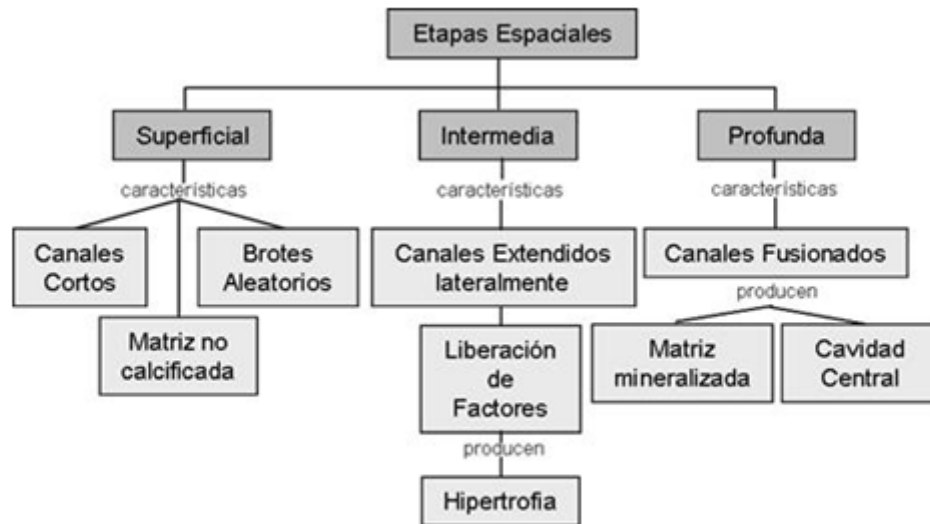 Etapas Espaciales
Superficial
Intermedia
Profunda
características
características
características
Canales
Cortos
Brotes
Aleatorios
Canales Extendidos
lateralmente
Canales Fusionados
producen
Matriz no
calcificada
Liberación
de
Factores
Matriz
mineralizada
Cavidad
Central
producen
Hipertrofia